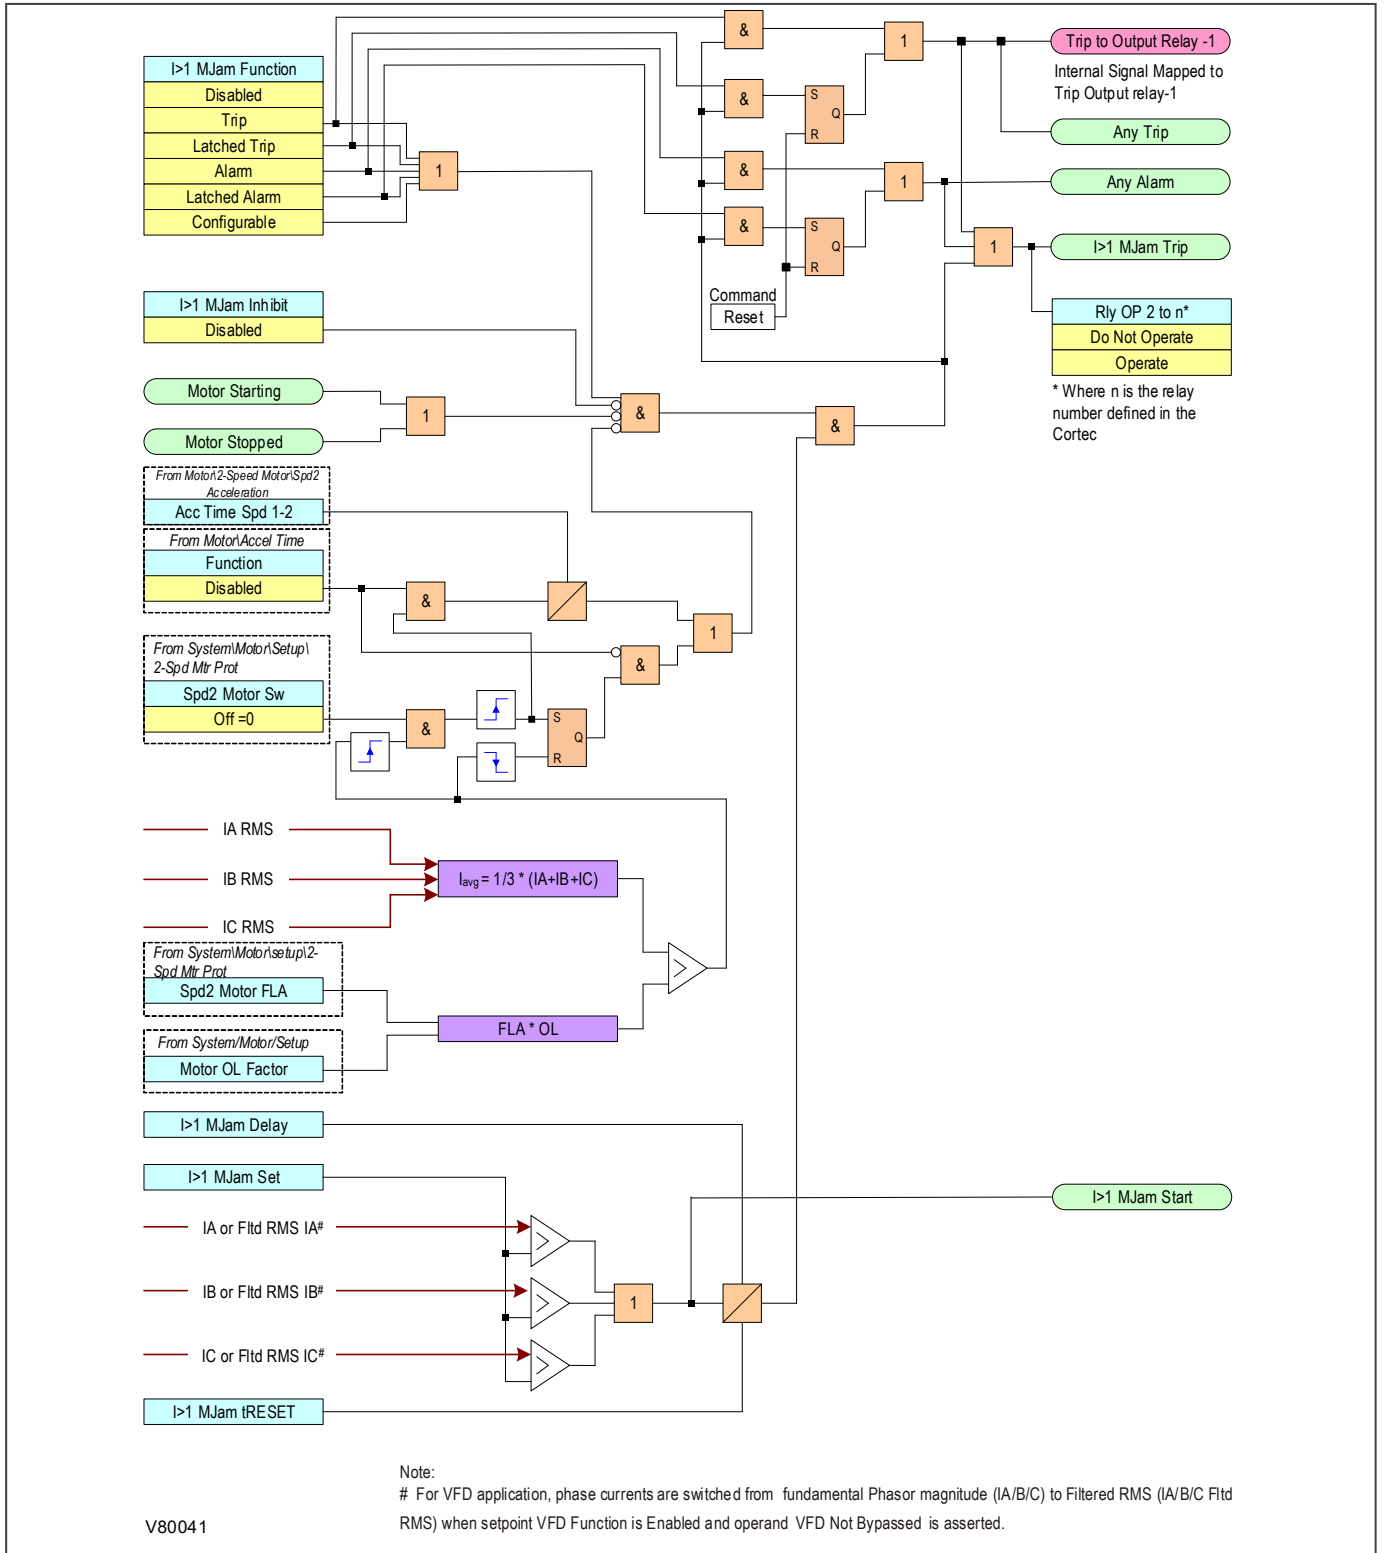 I>1 MJam Function
Disabled
Trip
Latched Trip
Alarm
Latched Alarm
Configurable
1
&
&
&
&
S
Q
R
S
Q
R
1
1
1
Command
Reset
Trip to Output Relay -1
Internal Signal Mapped to
Trip Output relay-1
Any Trip
Any Alarm
I>1 MJam Trip
Rly OP 2 to n*
Do Not Operate
Operate
* Where n is the relay
number defined in the
Cortec
I>1 MJam Inhibit
Disabled
Motor Starting
Motor Stopped
1
&
&
From Motor\2-Speed Motor\Spd2
Acceleration
Acc Time Spd 1-2
From Motor\Accel Time
Function
Disabled
&
1
&
From System\Motor\Setup\
2-Spd Mtr Prot
Spd2 Motor Sw
Off =0
&
S
Q
R
IA RMS
IB RMS
IC RMS
Iavg = 1/3 * (IA+IB+IC)
>
From System\Motor\setup\2-
Spd Mtr Prot
Spd2 Motor FLA
FLA * OL
From System/Motor/Setup
Motor OL Factor
I>1 MJam Delay
I>1 MJam Set
I>1 MJam Start
IA or Fltd RMS IA#
>
IB or Fltd RMS IB#
>
1
IC or Fltd RMS IC#
>
I>1 MJam tRESET
Note:
# For VFD application, phase currents are switched from fundamental Phasor magnitude (IA/B/C) to Filtered RMS (IA/B/C Fltd
RMS) when setpoint VFD Function is Enabled and operand VFD Not Bypassed is asserted.
V80041